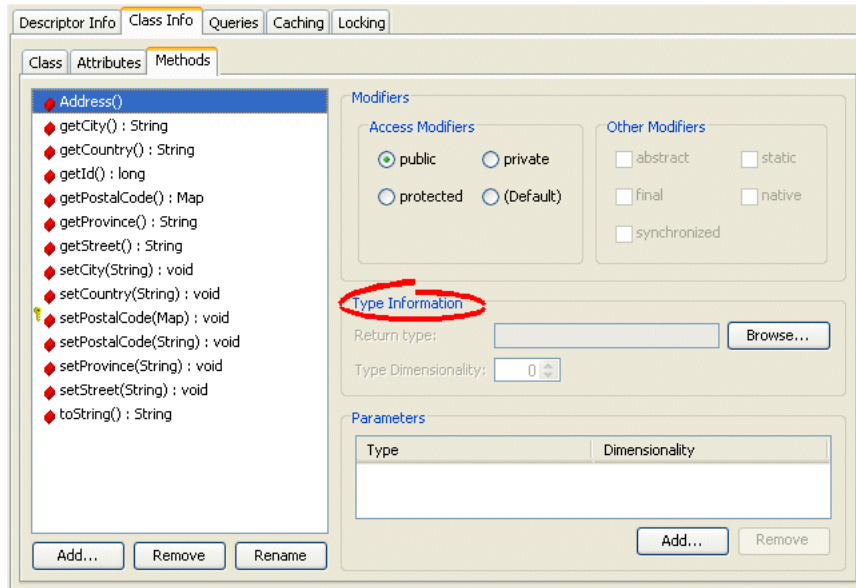 Descriptor Info Class Info Queries Caching Locking
Class Attributes Methods
Address()
getCity() : String
getCountry() : String
getId() : long
getPostalCode() : Map
getProvince() : String
getStreet() : String
setCity(String) : void
setCountry(String) : void
setPostalCode(Map) : void
setPostalCode(String) : void
setProvince(String) : void
setStreet(String) : void
toString() : String
Add... Remove Rename
Modifiers
Access Modifiers
public private
protected (Default)
Other Modifiers
abstract static
final native
synchronized
Type Information
Return type: Browse...
Type Dimensionality: 0
Parameters
Type Dimensionality
Add... Remove